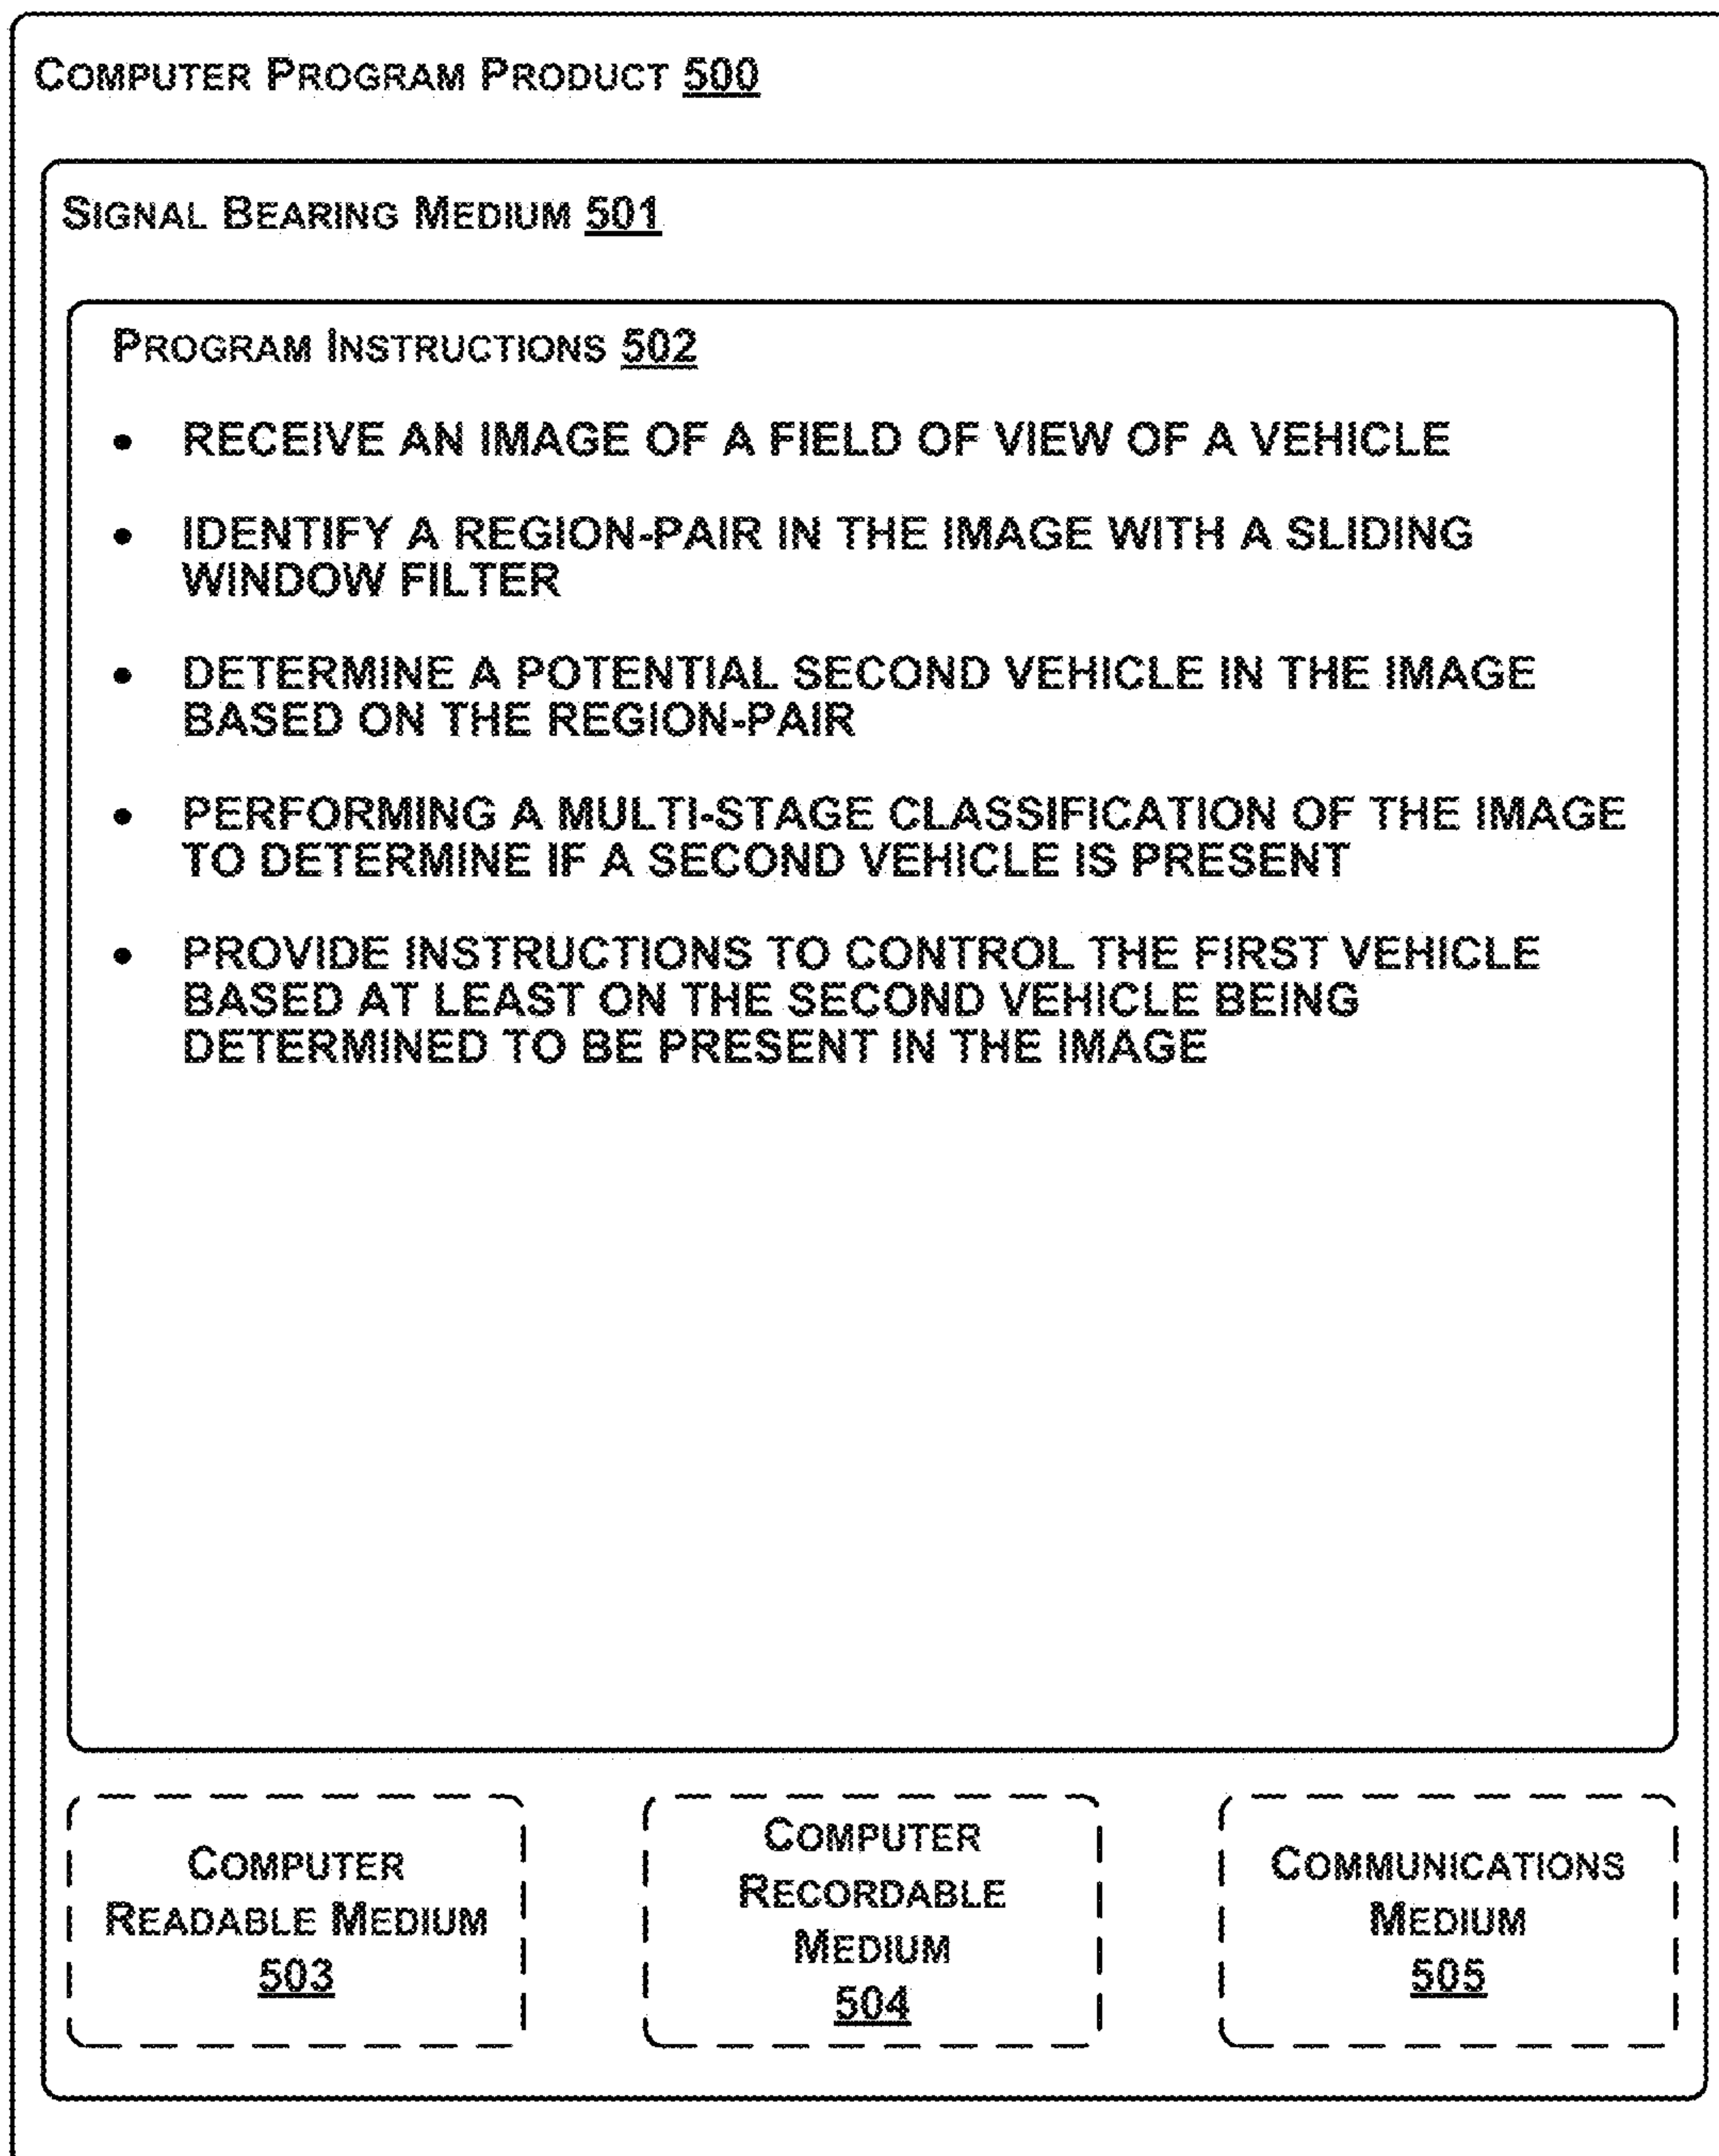 COMPUTER PROGRAM PRODUCT 500
SIGNAL BEARING MEDIUM 501
PROGRAM INSTRUCTIONS 502
• RECEIVE AN IMAGE OF A FIELD OF VIEW OF A VEHICLE
• IDENTIFY A REGION-PAIR IN THE IMAGE WITH A SLIDING
WINDOW FILTER
• DETERMINE A POTENTIAL SECOND VEHICLE IN THE IMAGE
BASED ON THE REGION-PAIR
• PERFORMING A MULTI-STAGE CLASSIFICATION OF THE IMAGE
TO DETERMINE IF A SECOND VEHICLE IS PRESENT
• PROVIDE INSTRUCTIONS TO CONTROL THE FIRST VEHICLE
BASED AT LEAST ON THE SECOND VEHICLE BEING
DETERMINED TO BE PRESENT IN THE IMAGE
COMPUTER
READABLE MEDIUM
503
COMPUTER
RECORDABLE
MEDIUM
504
COMMUNICATIONS
MEDIUM
505